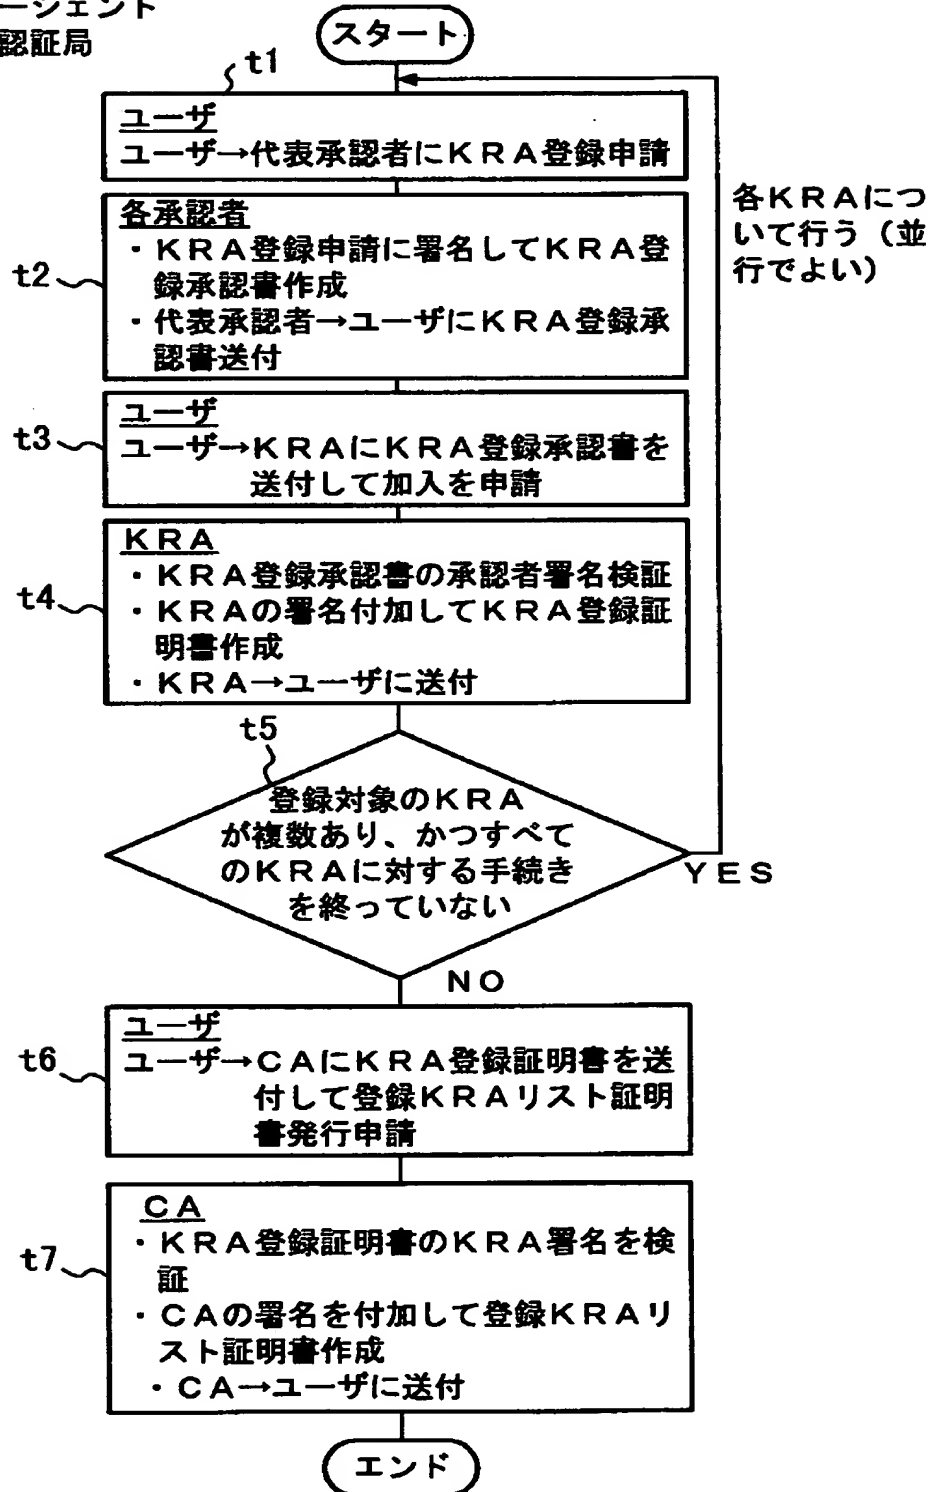 ージェント
認証局
スタート
t1
ユーザ
ユーザ→代表承認者にKRA登録申請
各KRAにつ
いて行う（並
行でよい）
t2
各承認者
・KRA登録申請に署名してKRA登
録承認書作成
・代表承認者→ユーザにKRA登録承
認書送付
t3
ユーザ
ユーザ→KRAにKRA登録承認書を
送付して加入を申請
t4
KRA
・KRA登録承認書の承認者署名検証
・KRAの署名付加してKRA登録証
明書作成
・KRA→ユーザに送付
t5
登録対象のKRA
が複数あり、かつすべて
のKRAに対する手続き
を終っていない
YES
NO
t6
ユーザ
ユーザ→CAにKRA登録証明書を送
付して登録KRAリスト証明
書発行申請
t7
CA
・KRA登録証明書のKRA署名を検
証
・CAの署名を付加して登録KRAリ
スト証明書作成
・CA→ユーザに送付
エンド